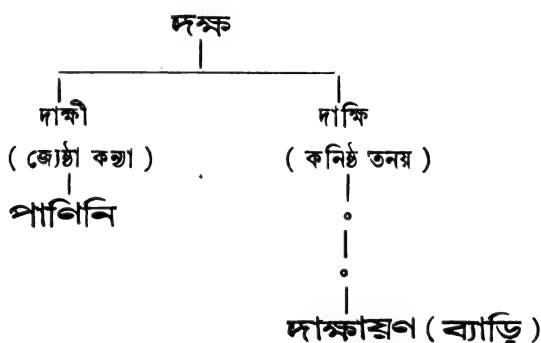 দক্ষ
দাক্ষী দাক্ষি
( জ্যেষ্ঠা কন্যা ) ( কনিষ্ঠ তনয় )
পাণিনি
দাক্ষায়ণ ( ব্যাড়ি )